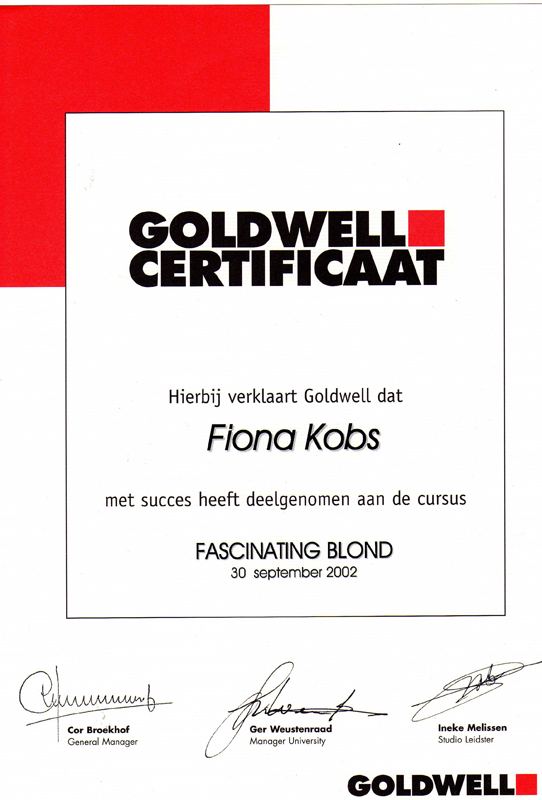 GOLDWELL
CERTIFICAAT
Hierbij verklaart Goldwell dat
Fiona Kobs
met succes heeft deelgenomen aan de cursus
FASCINATING BLOND
30 september 2002
Cor Broekhof
General Manager
Ger Weustenraad
Manager University
Ineke Melissen
Studio Leidster
GOLDWELL